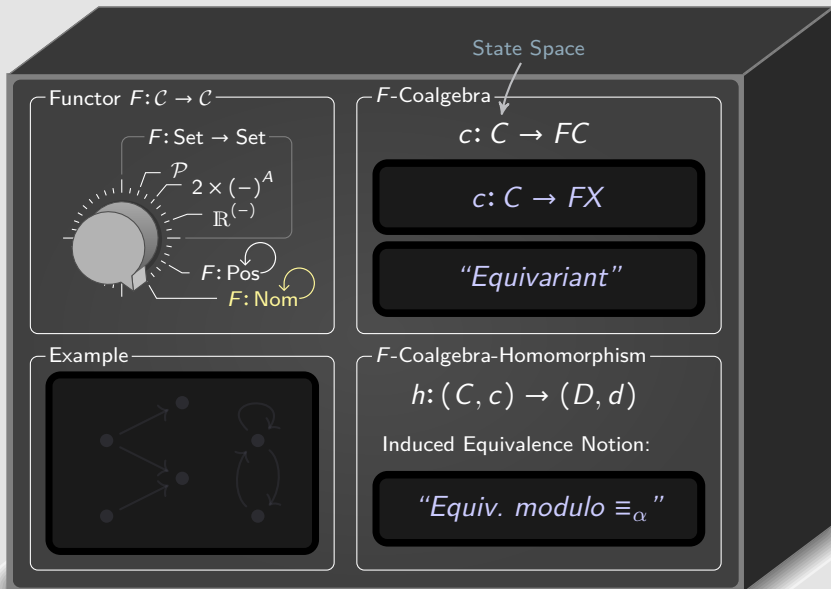 State Space
Functor F: 𝒞 → 𝒞
F: Set → Set
𝒫
2 × (−)^A
ℝ^(−)
F: Pos
F: Nom
F-Coalgebra
c: C → FC
c: C → FX
“Equivariant”
Example
F-Coalgebra-Homomorphism
h: (C, c) → (D, d)
Induced Equivalence Notion:
“Equiv. modulo ≡_α”